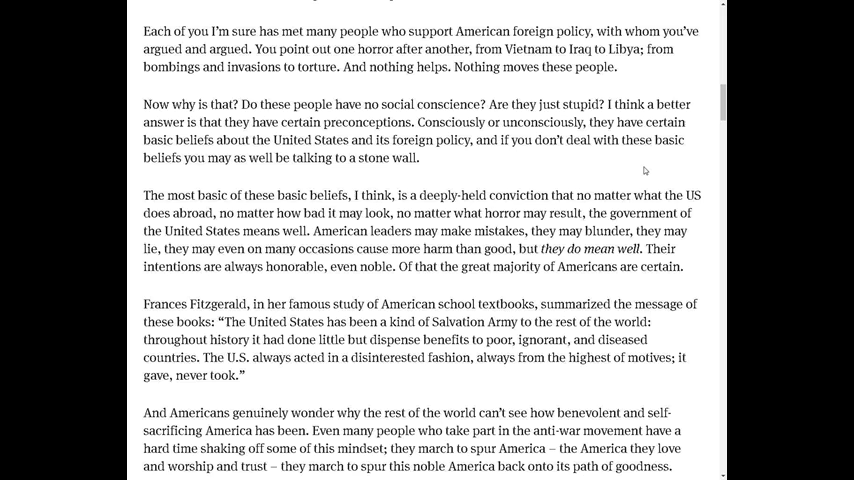 Each of you I'm sure has met many people who support American foreign policy, with whom you've
argued and argued. You point out one horror after another, from Vietnam to Iraq to Libya; from
bombings and invasions to torture. And nothing helps. Nothing moves these people.
Now why is that? Do these people have no social conscience? Are they just stupid? I think a better
answer is that they have certain preconceptions. Consciously or unconsciously, they have certain
basic beliefs about the United States and its foreign policy, and if you don't deal with these basic
beliefs you may as well be talking to a stone wall.
The most basic of these basic beliefs, I think, is a deeply-held conviction that no matter what the US
does abroad, no matter how bad it may look, no matter what horror may result, the government of
the United States means well. American leaders may make mistakes, they may blunder, they may
lie, they may even on many occasions cause more harm than good, but they do mean well. Their
intentions are always honorable, even noble. Of that the great majority of Americans are certain.
Frances Fitzgerald, in her famous study of American school textbooks, summarized the message of
these books: “The United States has been a kind of Salvation Army to the rest of the world:
throughout history it had done little but dispense benefits to poor, ignorant, and diseased
countries. The U.S. always acted in a disinterested fashion, always from the highest of motives; it
gave, never took.”
And Americans genuinely wonder why the rest of the world can't see how benevolent and self-
sacrificing America has been. Even many people who take part in the anti-war movement have a
hard time shaking off some of this mindset; they march to spur America – the America they love
and worship and trust – they march to spur this noble America back onto its path of goodness.